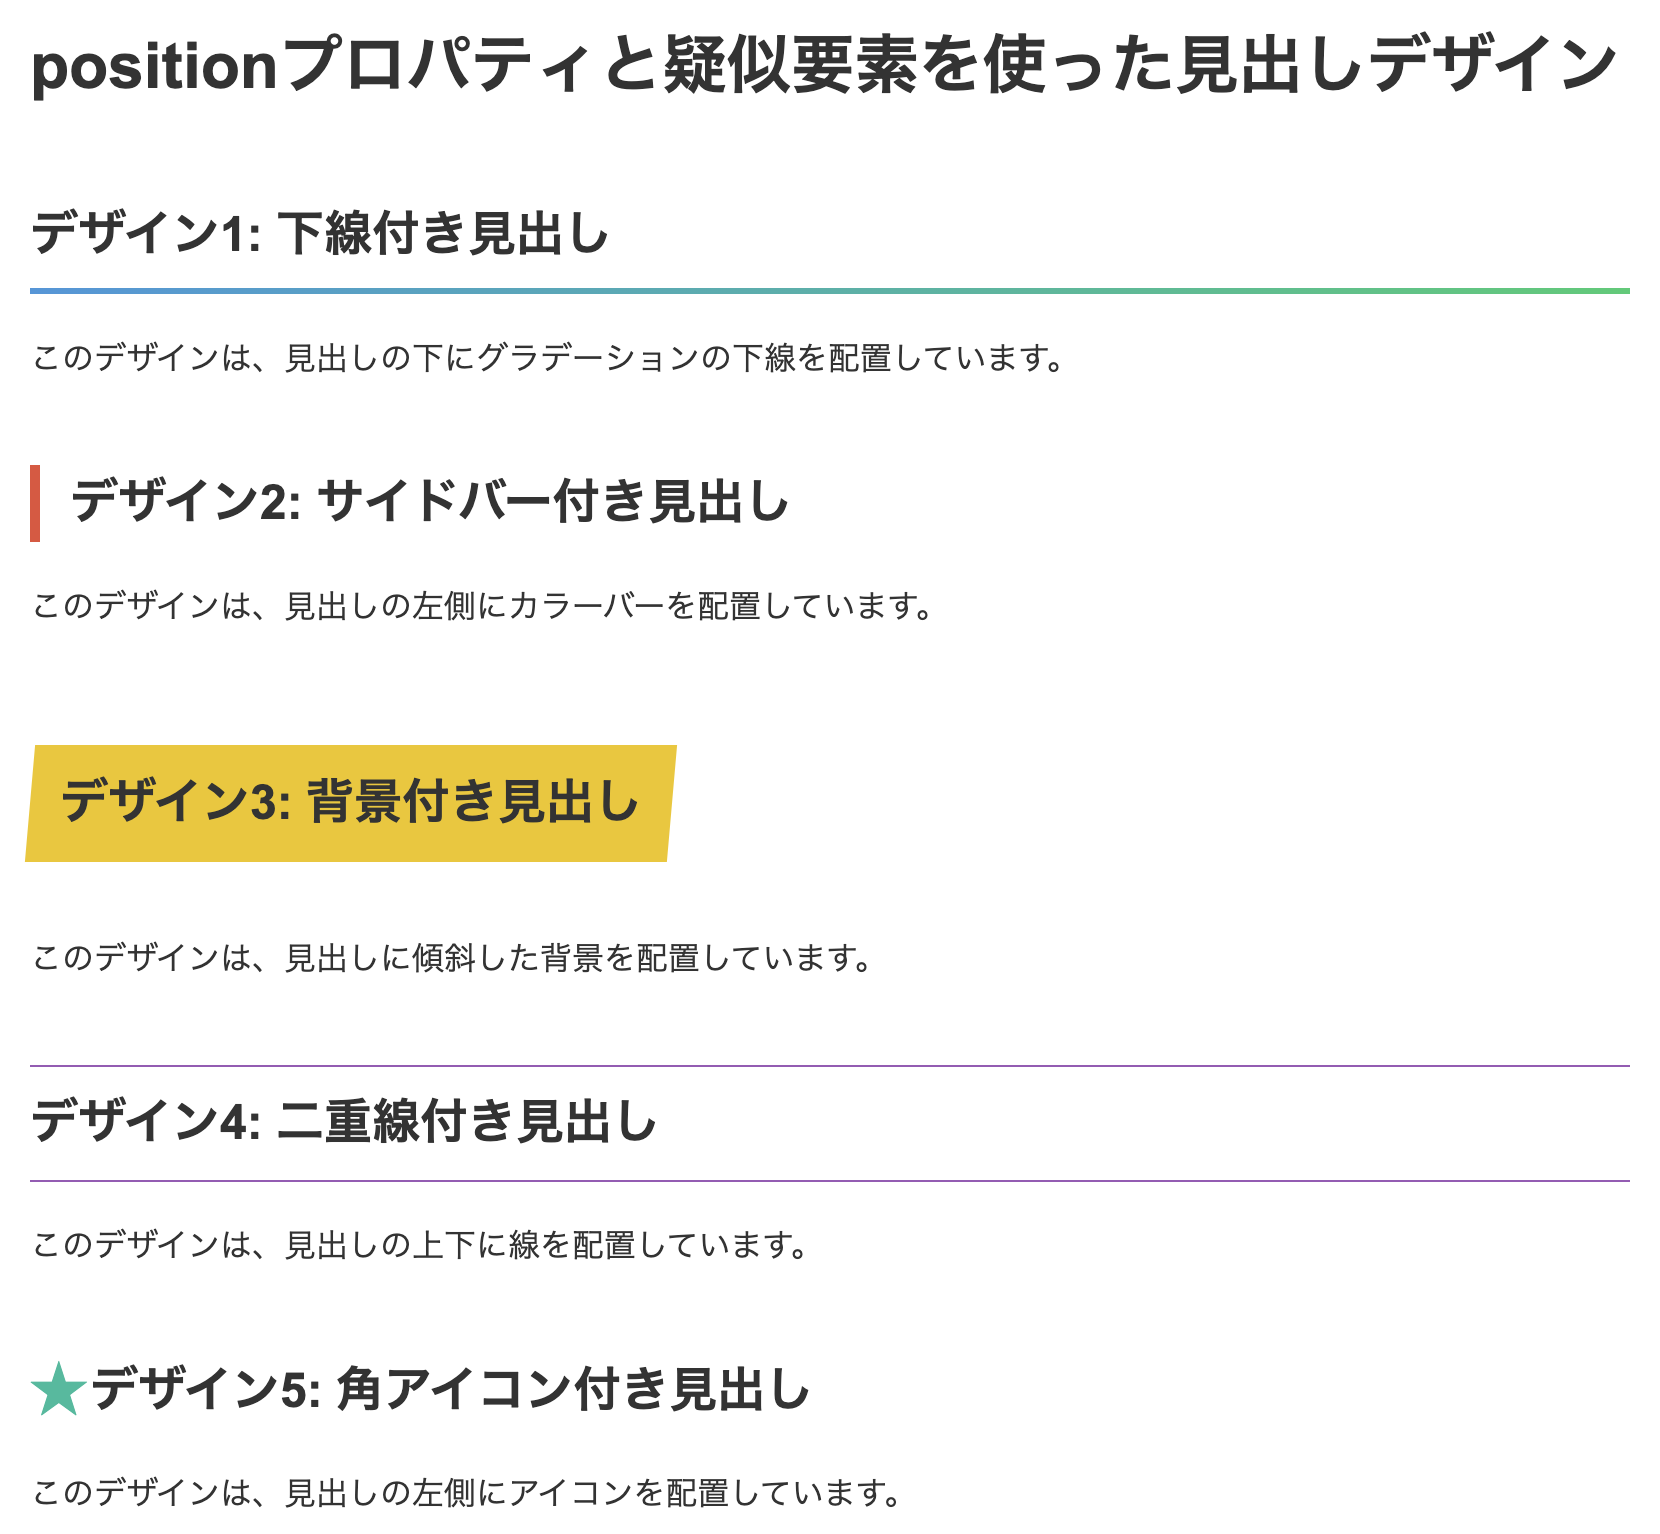 positionプロパティと疑似要素を使った見出しデザイン
デザイン1: 下線付き見出し
このデザインは、見出しの下にグラデーションの下線を配置しています。
デザイン2: サイドバー付き見出し
このデザインは、見出しの左側にカラーバーを配置しています。
デザイン3: 背景付き見出し
このデザインは、見出しに傾斜した背景を配置しています。
デザイン4: 二重線付き見出し
このデザインは、見出しの上下に線を配置しています。
★デザイン5: 角アイコン付き見出し
このデザインは、見出しの左側にアイコンを配置しています。